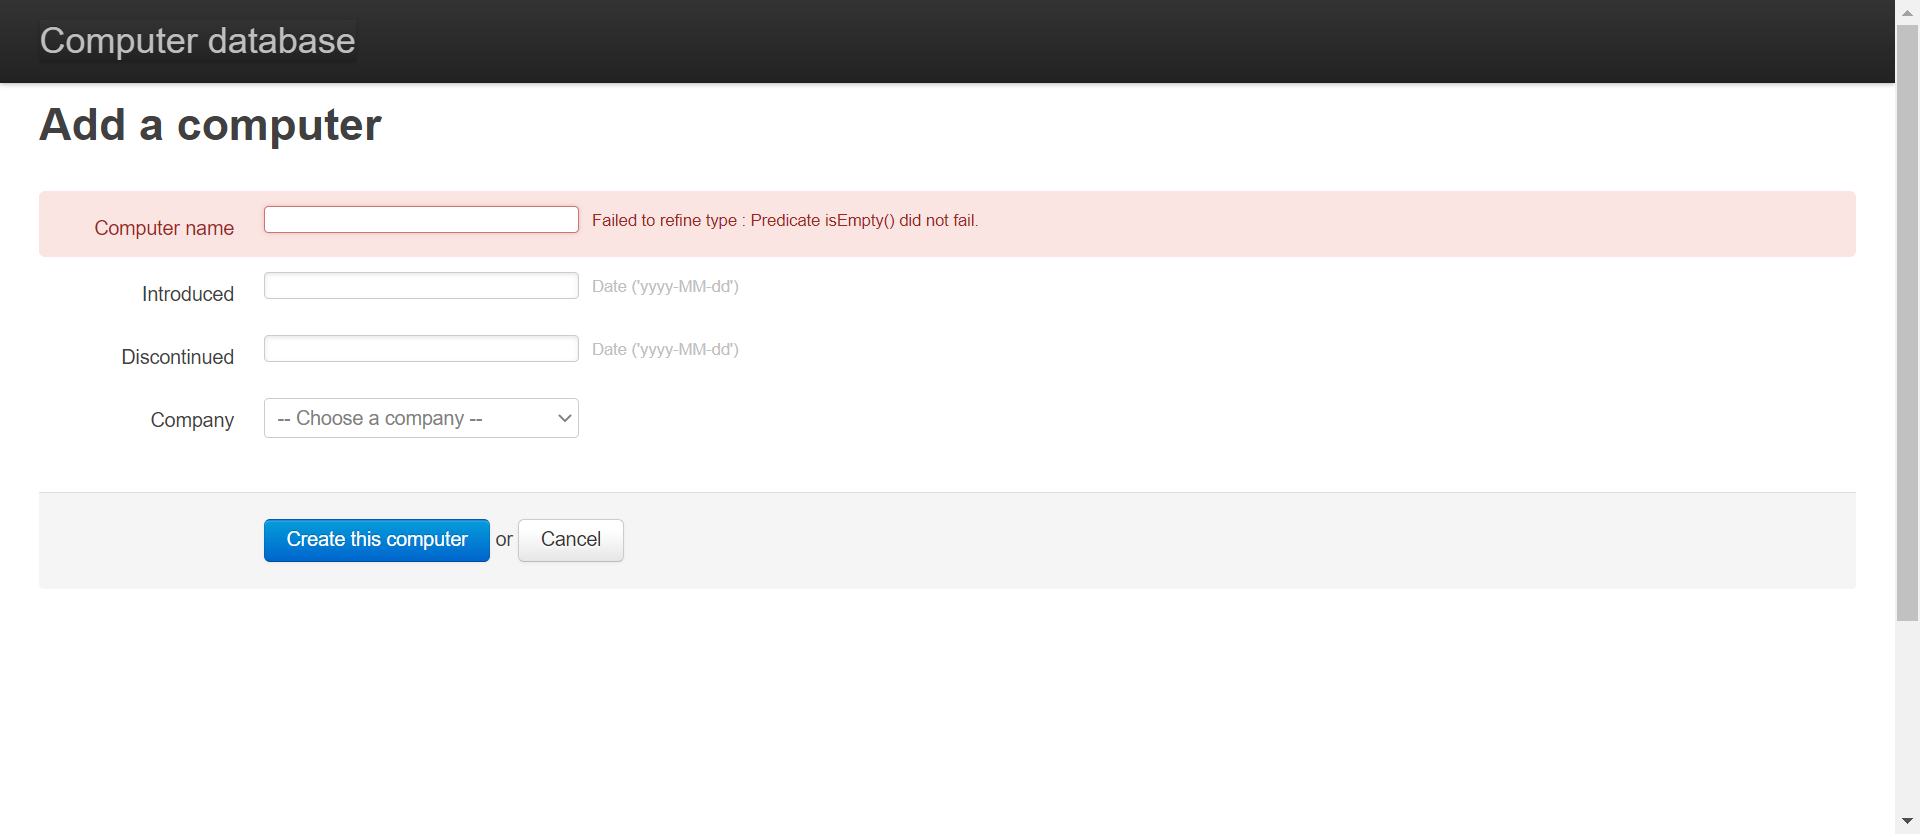 Computer database
Add a computer
Computer name Failed to refine type : Predicate isEmpty() did not fail.
Introduced Date ('yyyy-MM-dd')
Discontinued Date ('yyyy-MM-dd')
Company -- Choose a company --
Create this computer or Cancel